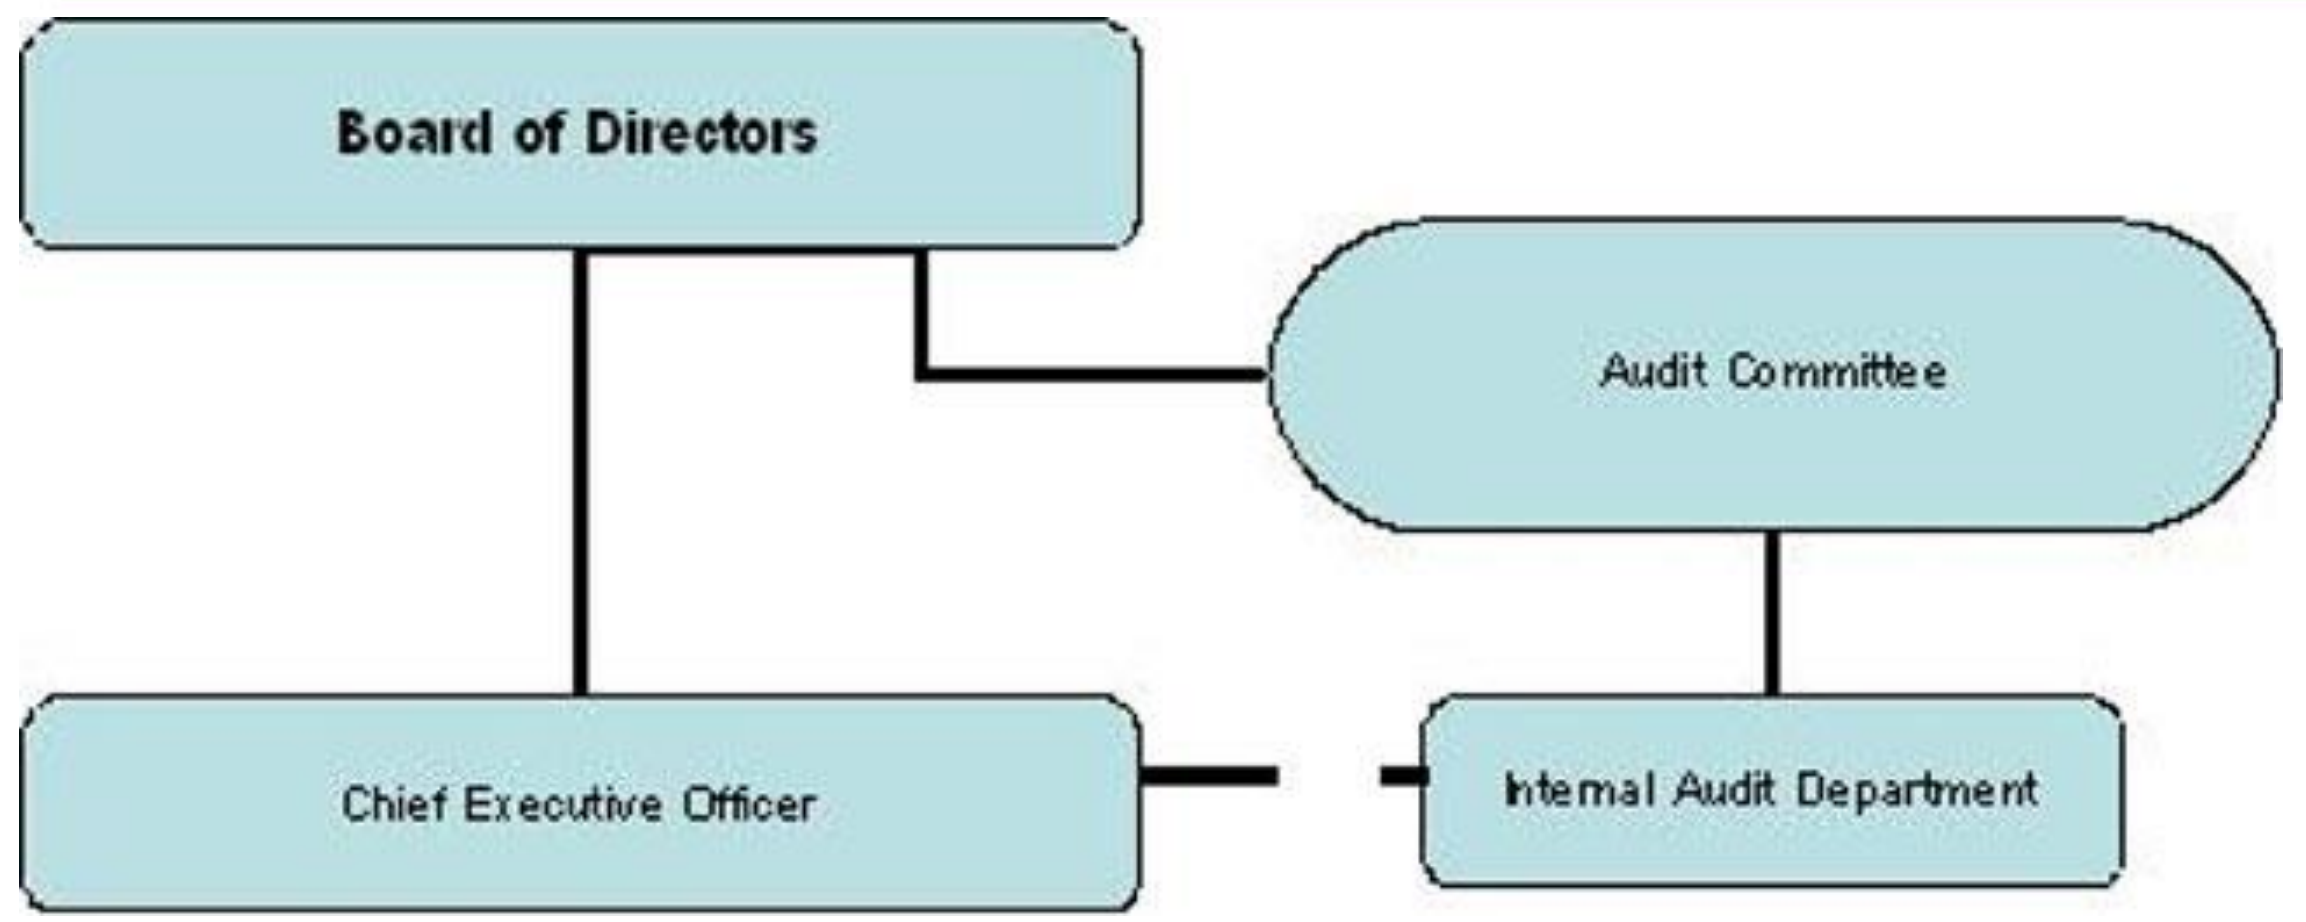 Board of Directors
Audit Committee
Chief Executive Officer
Internal Audit Department